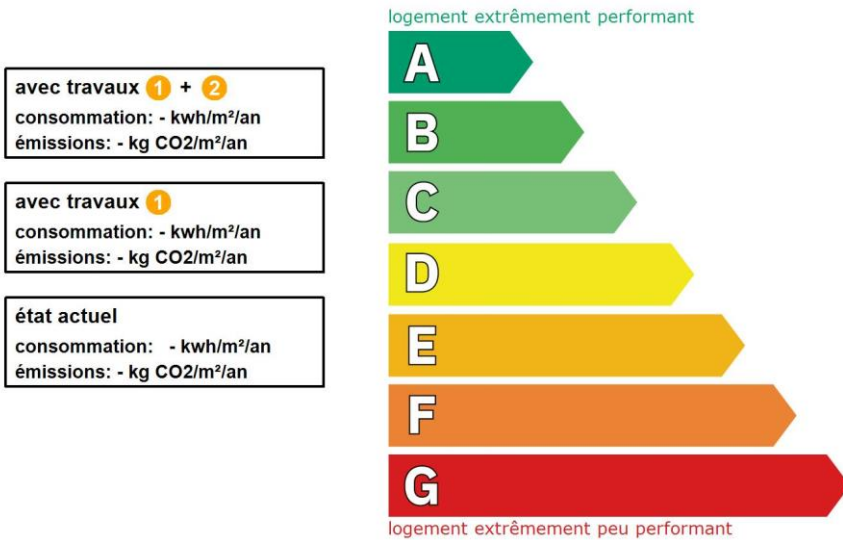 logement extrêmement performant
avec travaux 1 + 2
consommation: - kwh/m²/an
émissions: - kg CO2/m²/an
avec travaux 1
consommation: - kwh/m²/an
émissions: - kg CO2/m²/an
état actuel
consommation: - kwh/m²/an
émissions: - kg CO2/m²/an
A
B
C
D
E
F
G
logement extrêmement peu performant